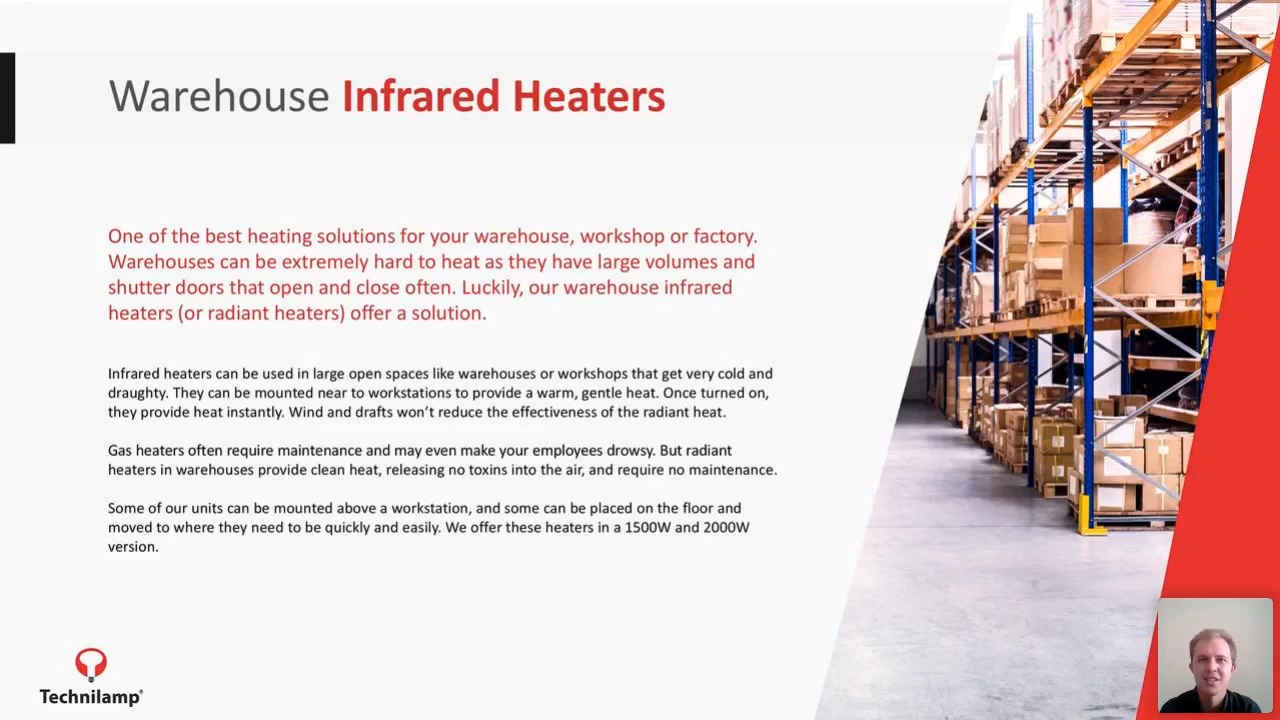 Warehouse Infrared Heaters
One of the best heating solutions for your warehouse, workshop or factory.
Warehouses can be extremely hard to heat as they have large volumes and
shutter doors that open and close often. Luckily, our warehouse infrared
heaters (or radiant heaters) offer a solution.
Infrared heaters can be used in large open spaces like warehouses or workshops that get very cold and
draughty. They can be mounted near to workstations to provide a warm, gentle heat. Once turned on,
they provide heat instantly. Wind and drafts won’t reduce the effectiveness of the radiant heat.
Gas heaters often require maintenance and may even make your employees drowsy. But radiant
heaters in warehouses provide clean heat, releasing no toxins into the air, and require no maintenance.
Some of our units can be mounted above a workstation, and some can be placed on the floor and
moved to where they need to be quickly and easily. We offer these heaters in a 1500W and 2000W
version.
Technilamp®